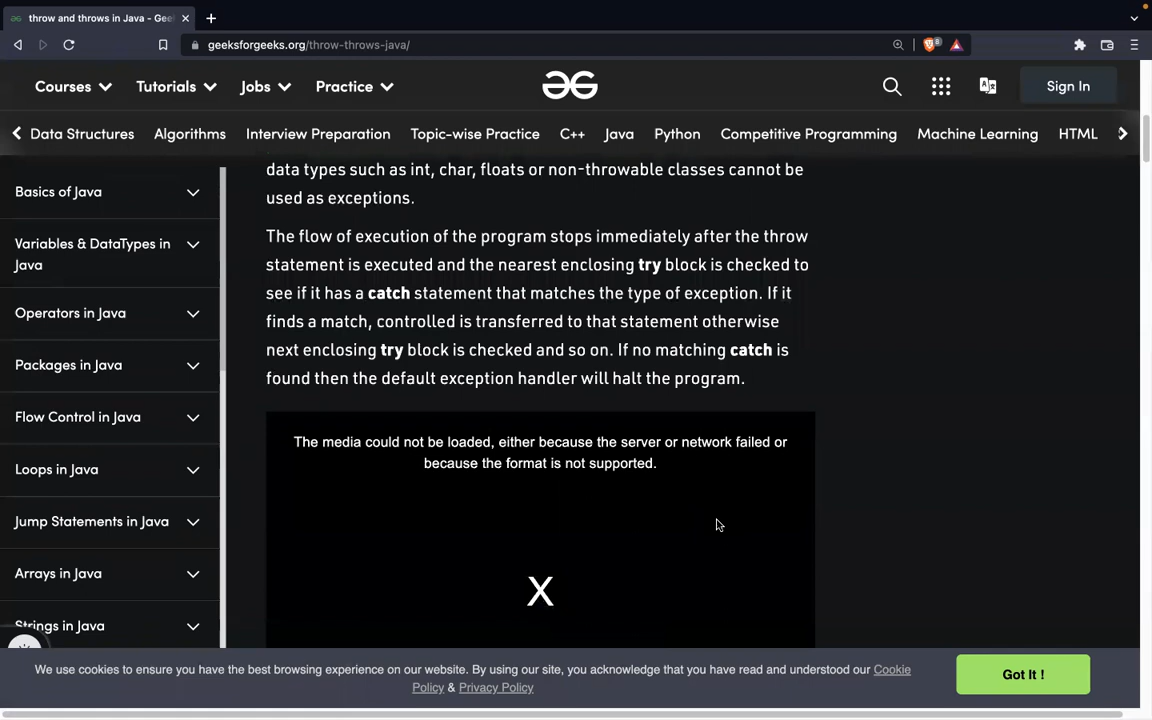 throw and throws in Java - Gee
geeksforgeeks.org/throw-throws-java/
8
Courses
Tutorials
Jobs
Practice
Sign In
Data Structures
Algorithms
Interview Preparation
Topic-wise Practice
C++
Java
Python
Competitive Programming
Machine Learning
HTML
Basics of Java
Variables & DataTypes in
Java
Operators in Java
Packages in Java
Flow Control in Java
Loops in Java
Jump Statements in Java
Arrays in Java
Strings in Java
data types such as int, char, floats or non-throwable classes cannot be
used as exceptions.
The flow of execution of the program stops immediately after the throw
statement is executed and the nearest enclosing try block is checked to
see if it has a catch statement that matches the type of exception. If it
finds a match, controlled is transferred to that statement otherwise
next enclosing try block is checked and so on. If no matching catch is
found then the default exception handler will halt the program.
The media could not be loaded, either because the server or network failed or
because the format is not supported.
X
We use cookies to ensure you have the best browsing experience on our website. By using our site, you acknowledge that you have read and understood our Cookie
Policy & Privacy Policy
Got It !